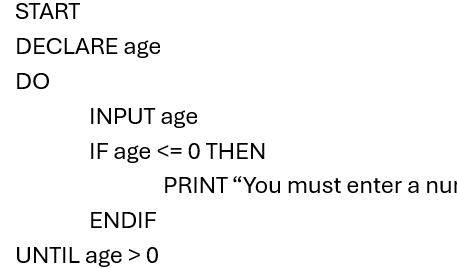 START
DECLARE age
DO
INPUT age
IF age <= 0 THEN
PRINT “You must enter a
ENDIF
UNTIL age > 0